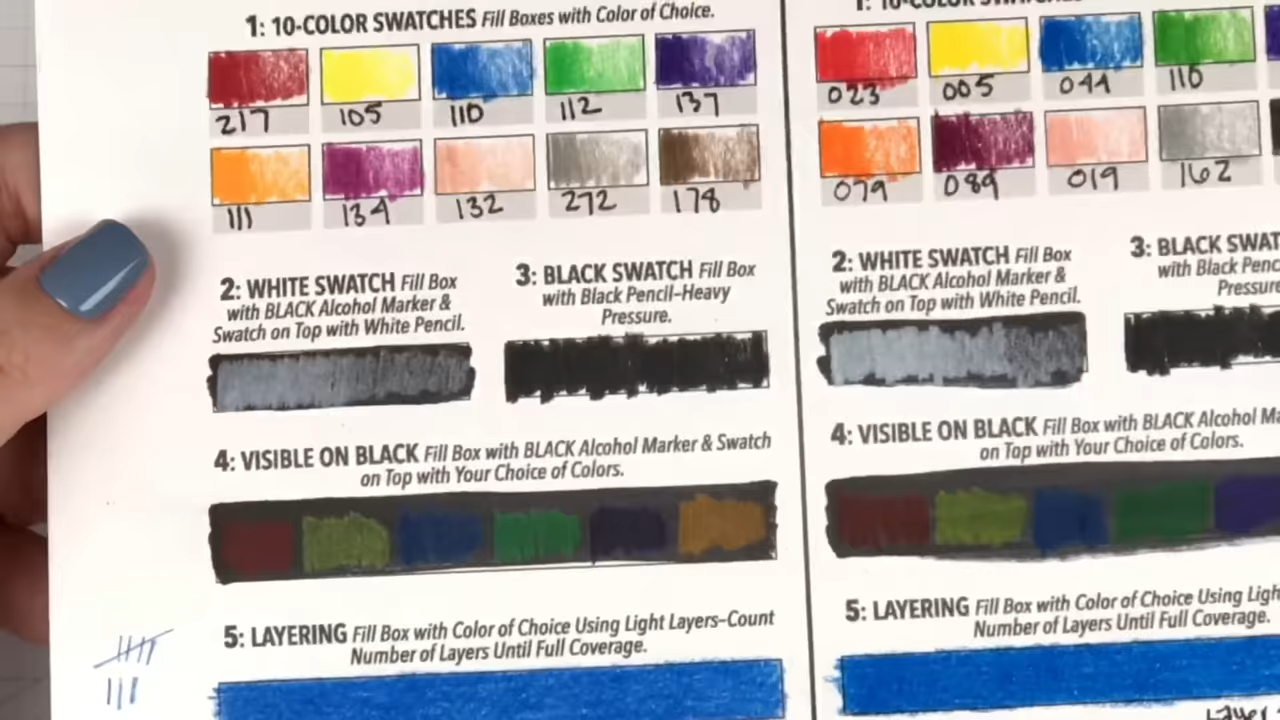 1: 10-COLOR SWATCHES Fill Boxes with Color of Choice.
217 105 110 112 137
111 134 132 272 178
2: WHITE SWATCH Fill Box
with BLACK Alcohol Marker &
Swatch on Top with White Pencil.
3: BLACK SWATCH Fill Box
with Black Pencil–Heavy
Pressure.
4: VISIBLE ON BLACK Fill Box with BLACK Alcohol Marker & Swatch
on Top with Your Choice of Colors.
5: LAYERING Fill Box with Color of Choice Using Light Layers–Count
Number of Layers Until Full Coverage.
1: 10-COLOR SWATCHES
023 005 044 110
079 089 019 162
2: WHITE SWATCH Fill Box
with BLACK Alcohol Marker &
Swatch on Top with White Pencil.
3: BLACK SWAT
with Black Penc
Pressure
4: VISIBLE ON BLACK Fill Box with BLACK Alcohol Ma
on Top with Your Choice of Colors.
5: LAYERING Fill Box with Color of Choice Using Ligh
Number of Layers Until Full Coverage.